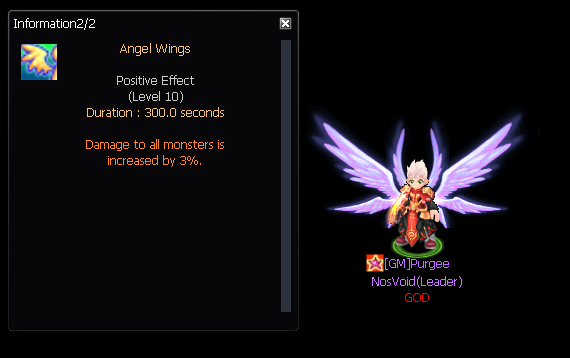 Information2/2
Angel Wings
Positive Effect
(Level 10)
Duration : 300.0 seconds
Damage to all monsters is
increased by 3%.
[GM]Purgee
NosVoid(Leader)
GOD